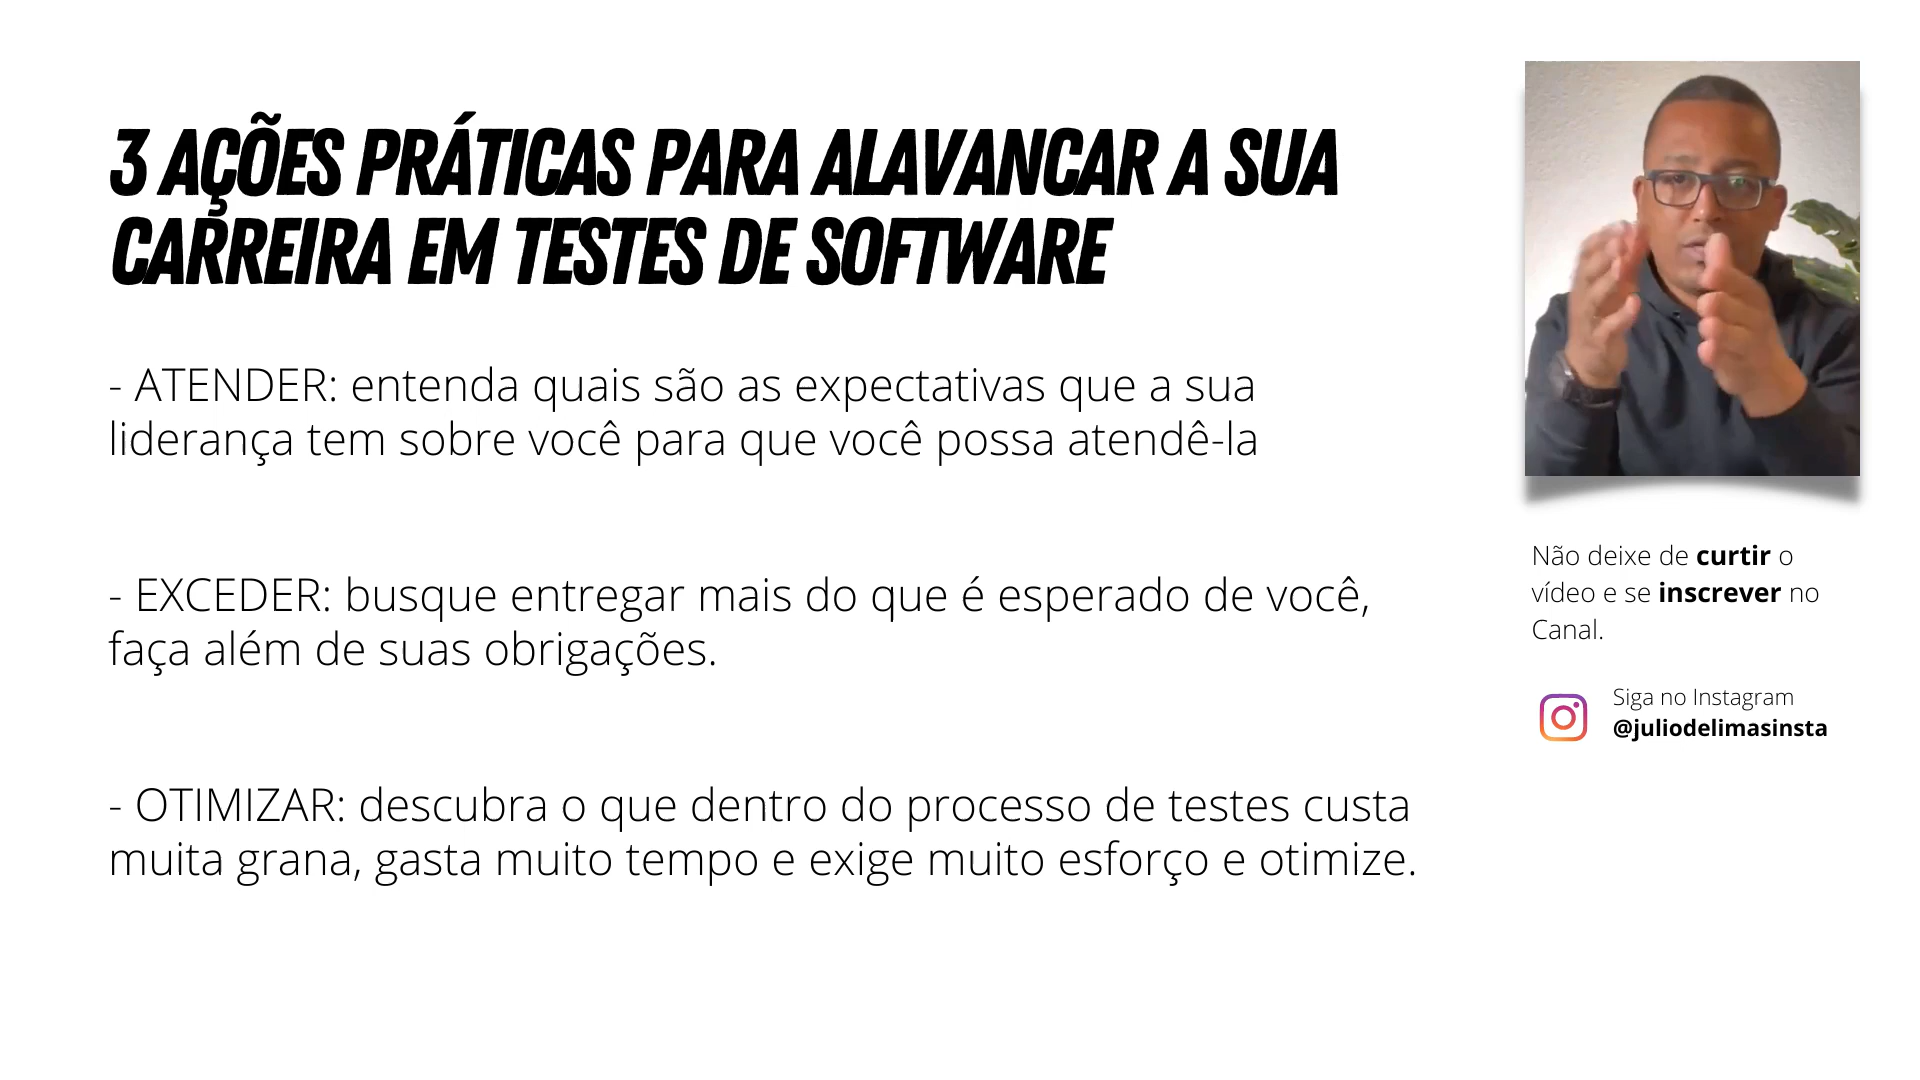 3 AÇÕES PRÁTICAS PARA ALAVANCAR A SUA
CARREIRA EM TESTES DE SOFTWARE
- ATENDER: entenda quais são as expectativas que a sua
liderança tem sobre você para que você possa atendê-la
- EXCEDER: busque entregar mais do que é esperado de você,
faça além de suas obrigações.
- OTIMIZAR: descubra o que dentro do processo de testes custa
muita grana, gasta muito tempo e exige muito esforço e otimize.
Não deixe de curtir o
vídeo e se inscrever no
Canal.
Siga no Instagram
@juliodelimasinsta